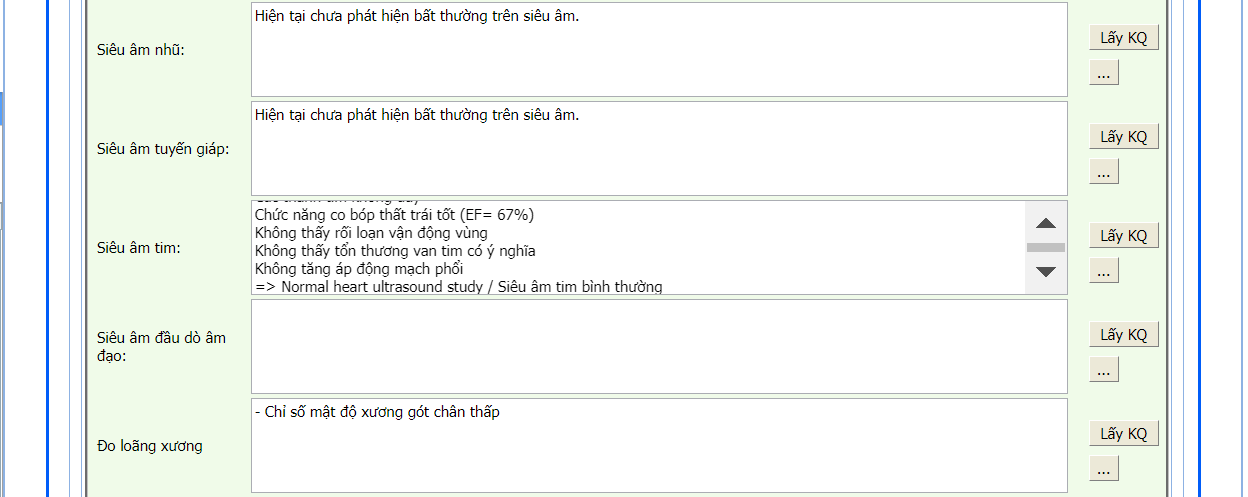 Siêu âm nhũ:
Hiện tại chưa phát hiện bất thường trên siêu âm.
Lấy KQ
...
Siêu âm tuyến giáp:
Hiện tại chưa phát hiện bất thường trên siêu âm.
Lấy KQ
...
Siêu âm tim:
Chức năng co bóp thất trái tốt (EF= 67%)
Không thấy rối loạn vận động vùng
Không thấy tổn thương van tim có ý nghĩa
Không tăng áp động mạch phổi
=> Normal heart ultrasound study / Siêu âm tim bình thường
Lấy KQ
...
Siêu âm đầu dò âm
đạo:
Lấy KQ
...
Đo loãng xương
- Chỉ số mật độ xương gót chân thấp
Lấy KQ
...